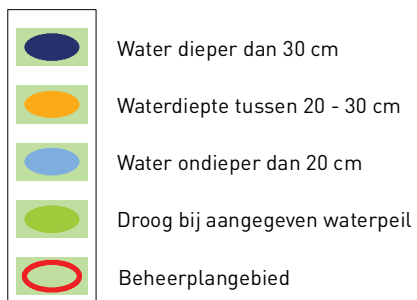 Water dieper dan 30 cm
Waterdiepte tussen 20 - 30 cm
Water ondieper dan 20 cm
Droog bij aangegeven waterpeil
Beheerplangebied